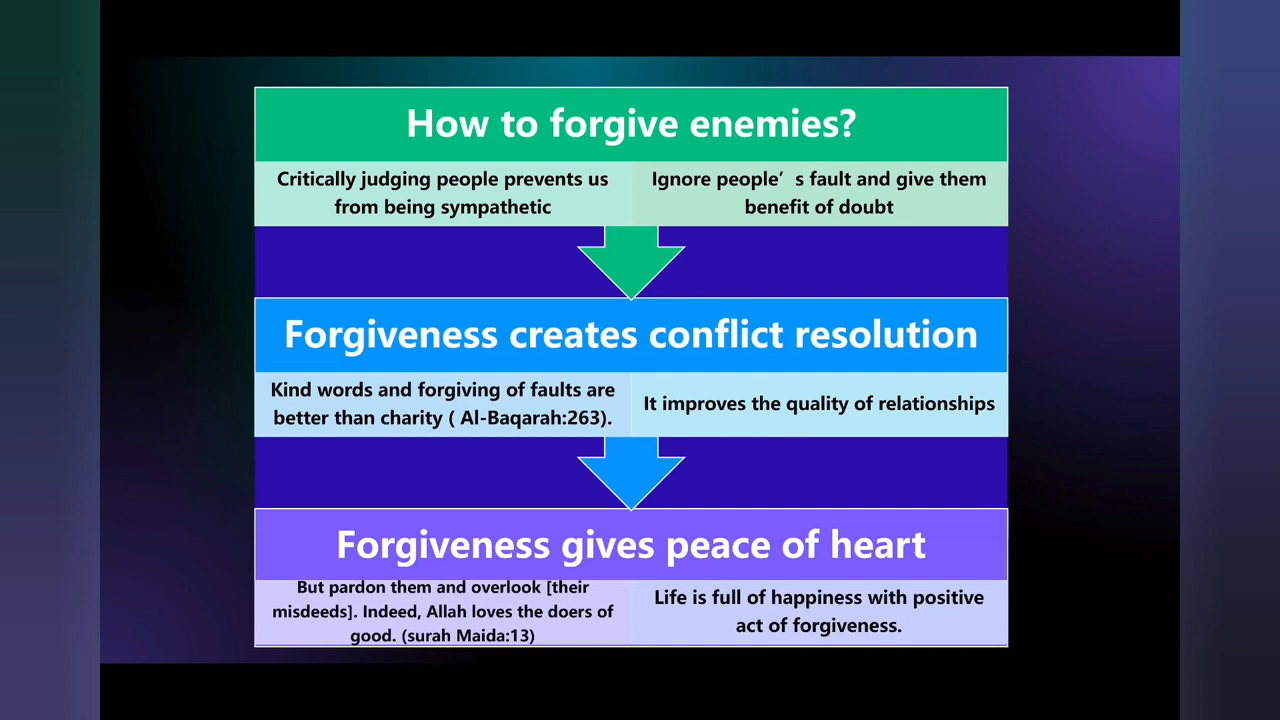 How to forgive enemies?
Critically judging people prevents us
from being sympathetic
Ignore people’ s fault and give them
benefit of doubt
Forgiveness creates conflict resolution
Kind words and forgiving of faults are
better than charity ( Al-Baqarah:263).
It improves the quality of relationships
Forgiveness gives peace of heart
But pardon them and overlook [their
misdeeds]. Indeed, Allah loves the doers of
good. (surah Maida:13)
Life is full of happiness with positive
act of forgiveness.